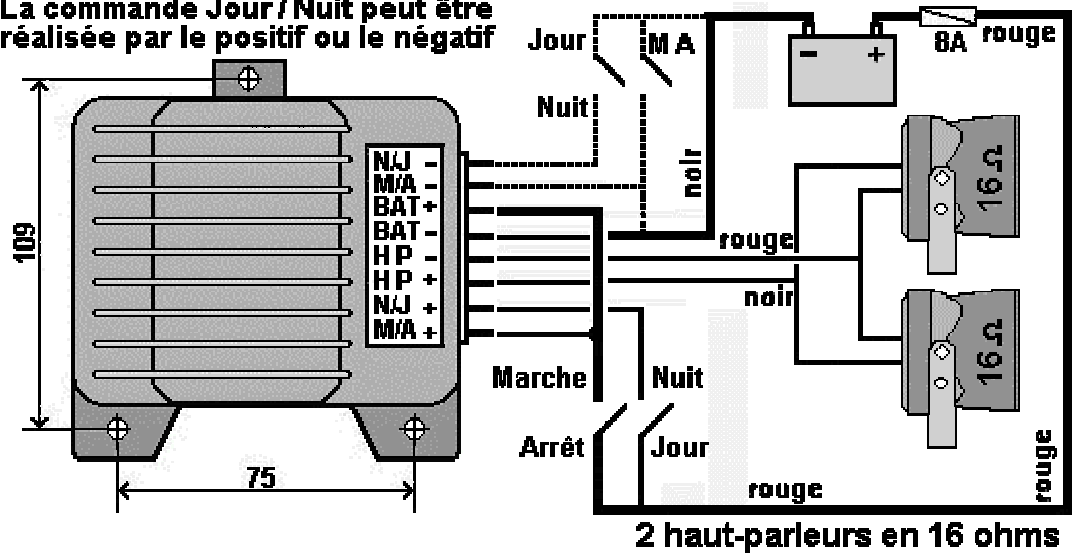 La commande Jour / Nuit peut être
réalisée par le positif ou le négatif
Jour
M A
Nuit
noir
-
+
8A
rouge
16 Ω
N/J -
M/A -
BAT +
BAT -
HP -
HP +
N/J +
M/A +
109
75
rouge
noir
16 Ω
Marche
Nuit
Arrêt
Jour
rouge
rouge
2 haut-parleurs en 16 ohms